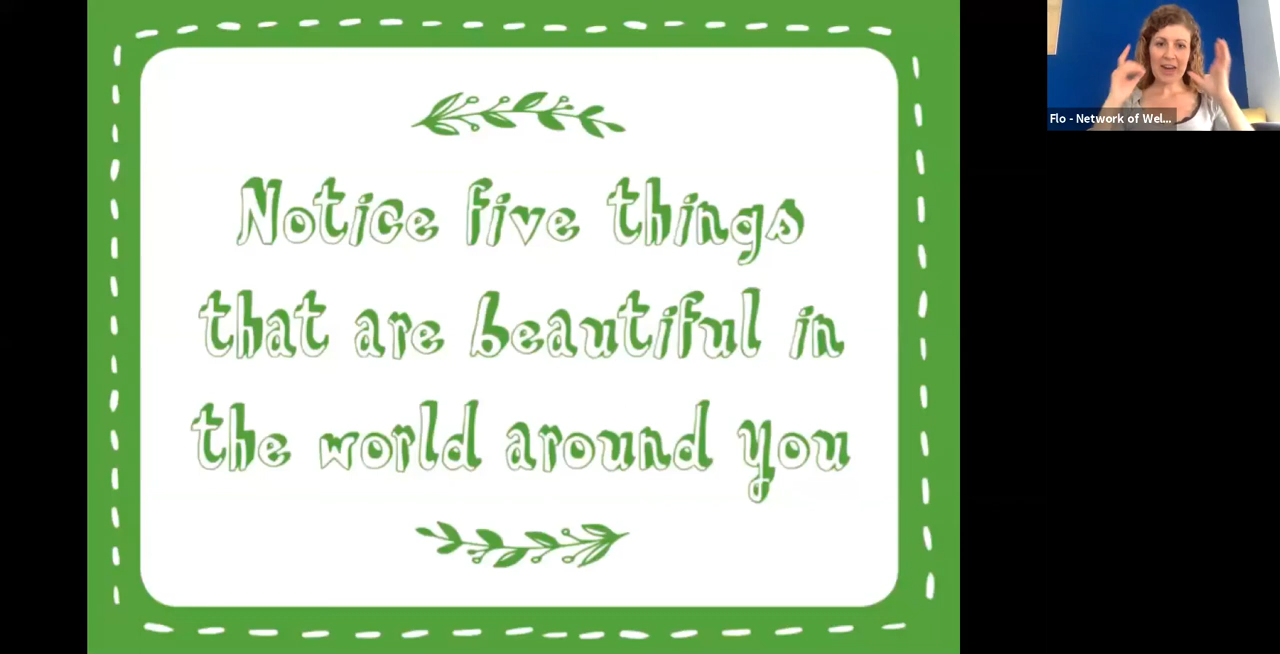 Notice five things
that are beautiful in
the world around you
Flo - Network of Wel...